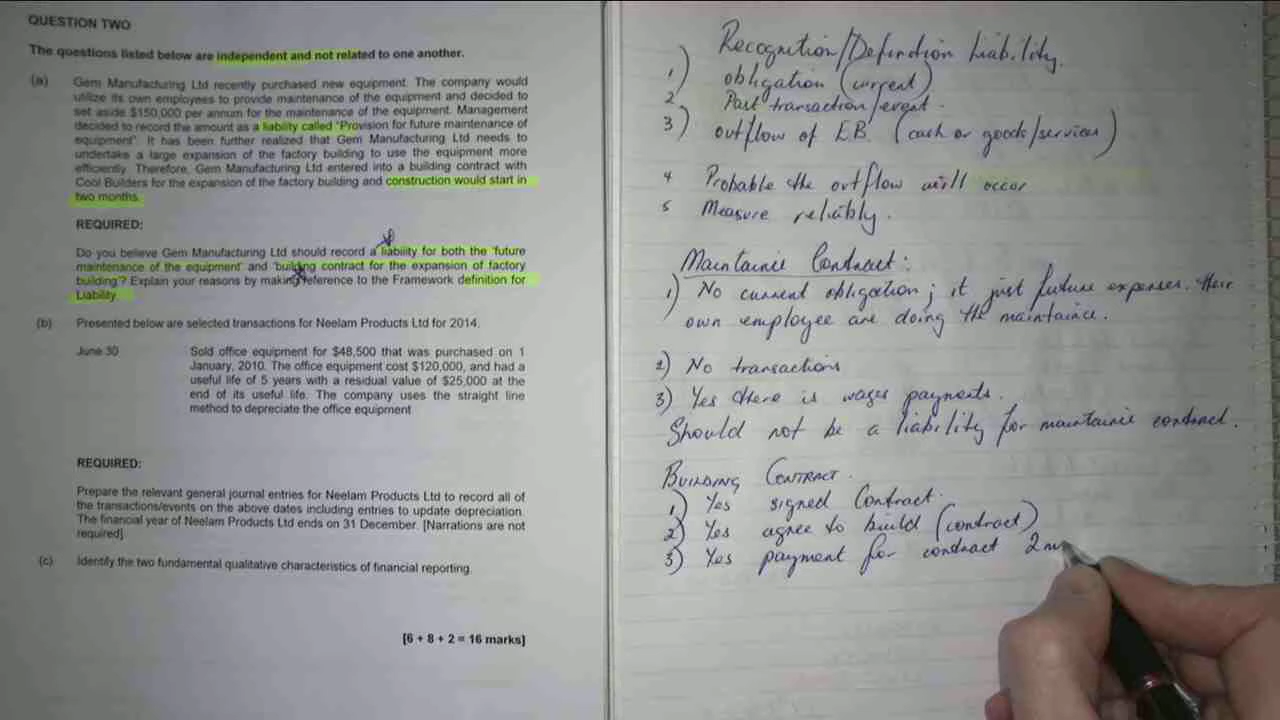 QUESTION TWO
The questions listed below are independent and not related to one another.
(a) Gem Manufacturing Ltd recently purchased new equipment. The company would
utilize its own employees to provide maintenance of the equipment and decided to
set aside $150,000 per annum for the maintenance of the equipment. Management
decided to record the amount as a liability called "Provision for future maintenance of
equipment". It has been further realized that Gem Manufacturing Ltd needs to
undertake a large expansion of the factory building to use the equipment more
efficiently. Therefore, Gem Manufacturing Ltd entered into a building contract with
Cool Builders for the expansion of the factory building and construction would start in
two months.
REQUIRED:
Do you believe Gem Manufacturing Ltd should record a liability for both the 'future
maintenance of the equipment' and 'building contract for the expansion of factory
building'? Explain your reasons by making reference to the Framework definition for
Liability.
(b) Presented below are selected transactions for Neelam Products Ltd for 2014.
June 30 Sold office equipment for $48,500 that was purchased on 1
January, 2010. The office equipment cost $120,000, and had a
useful life of 5 years with a residual value of $25,000 at the
end of its useful life. The company uses the straight line
method to depreciate the office equipment
REQUIRED:
Prepare the relevant general journal entries for Neelam Products Ltd to record all of
the transactions/events on the above dates including entries to update depreciation.
The financial year of Neelam Products Ltd ends on 31 December. [Narrations are not
required]
(c) Identify the two fundamental qualitative characteristics of financial reporting.
[6 + 8 + 2 = 16 marks]
Recognition/Definition Liability.
1) obligation (current)
2 Past transaction/event.
3) outflow of E.B. (cash or goods/services)
4 Probable the outflow will occur
5 Measure reliably.
Maintainie Contract:
1) No current obligation; it just future expenses. Their
own employee are doing the maintaince.
2) No transactions
3) Yes there is wages payments.
Should not be a liability for maintainie contract.
BUILDING CONTRACT.
1) Yes signed Contract.
2) Yes agree to build (contract)
3) Yes payment for contract 2 m